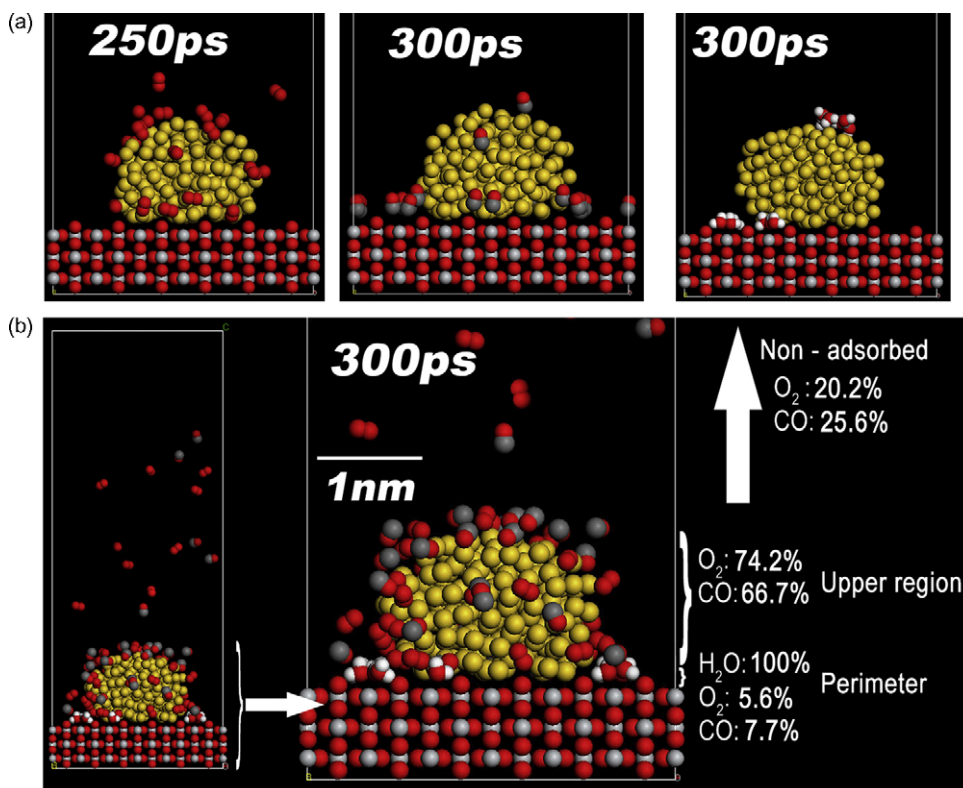 (a)
250ps
300ps
300ps
(b)
C
300ps
1nm
Non - adsorbed
O₂: 20.2%
CO: 25.6%
O₂: 74.2%
CO: 66.7%
Upper region
H₂O: 100%
O₂: 5.6%
CO: 7.7%
Perimeter